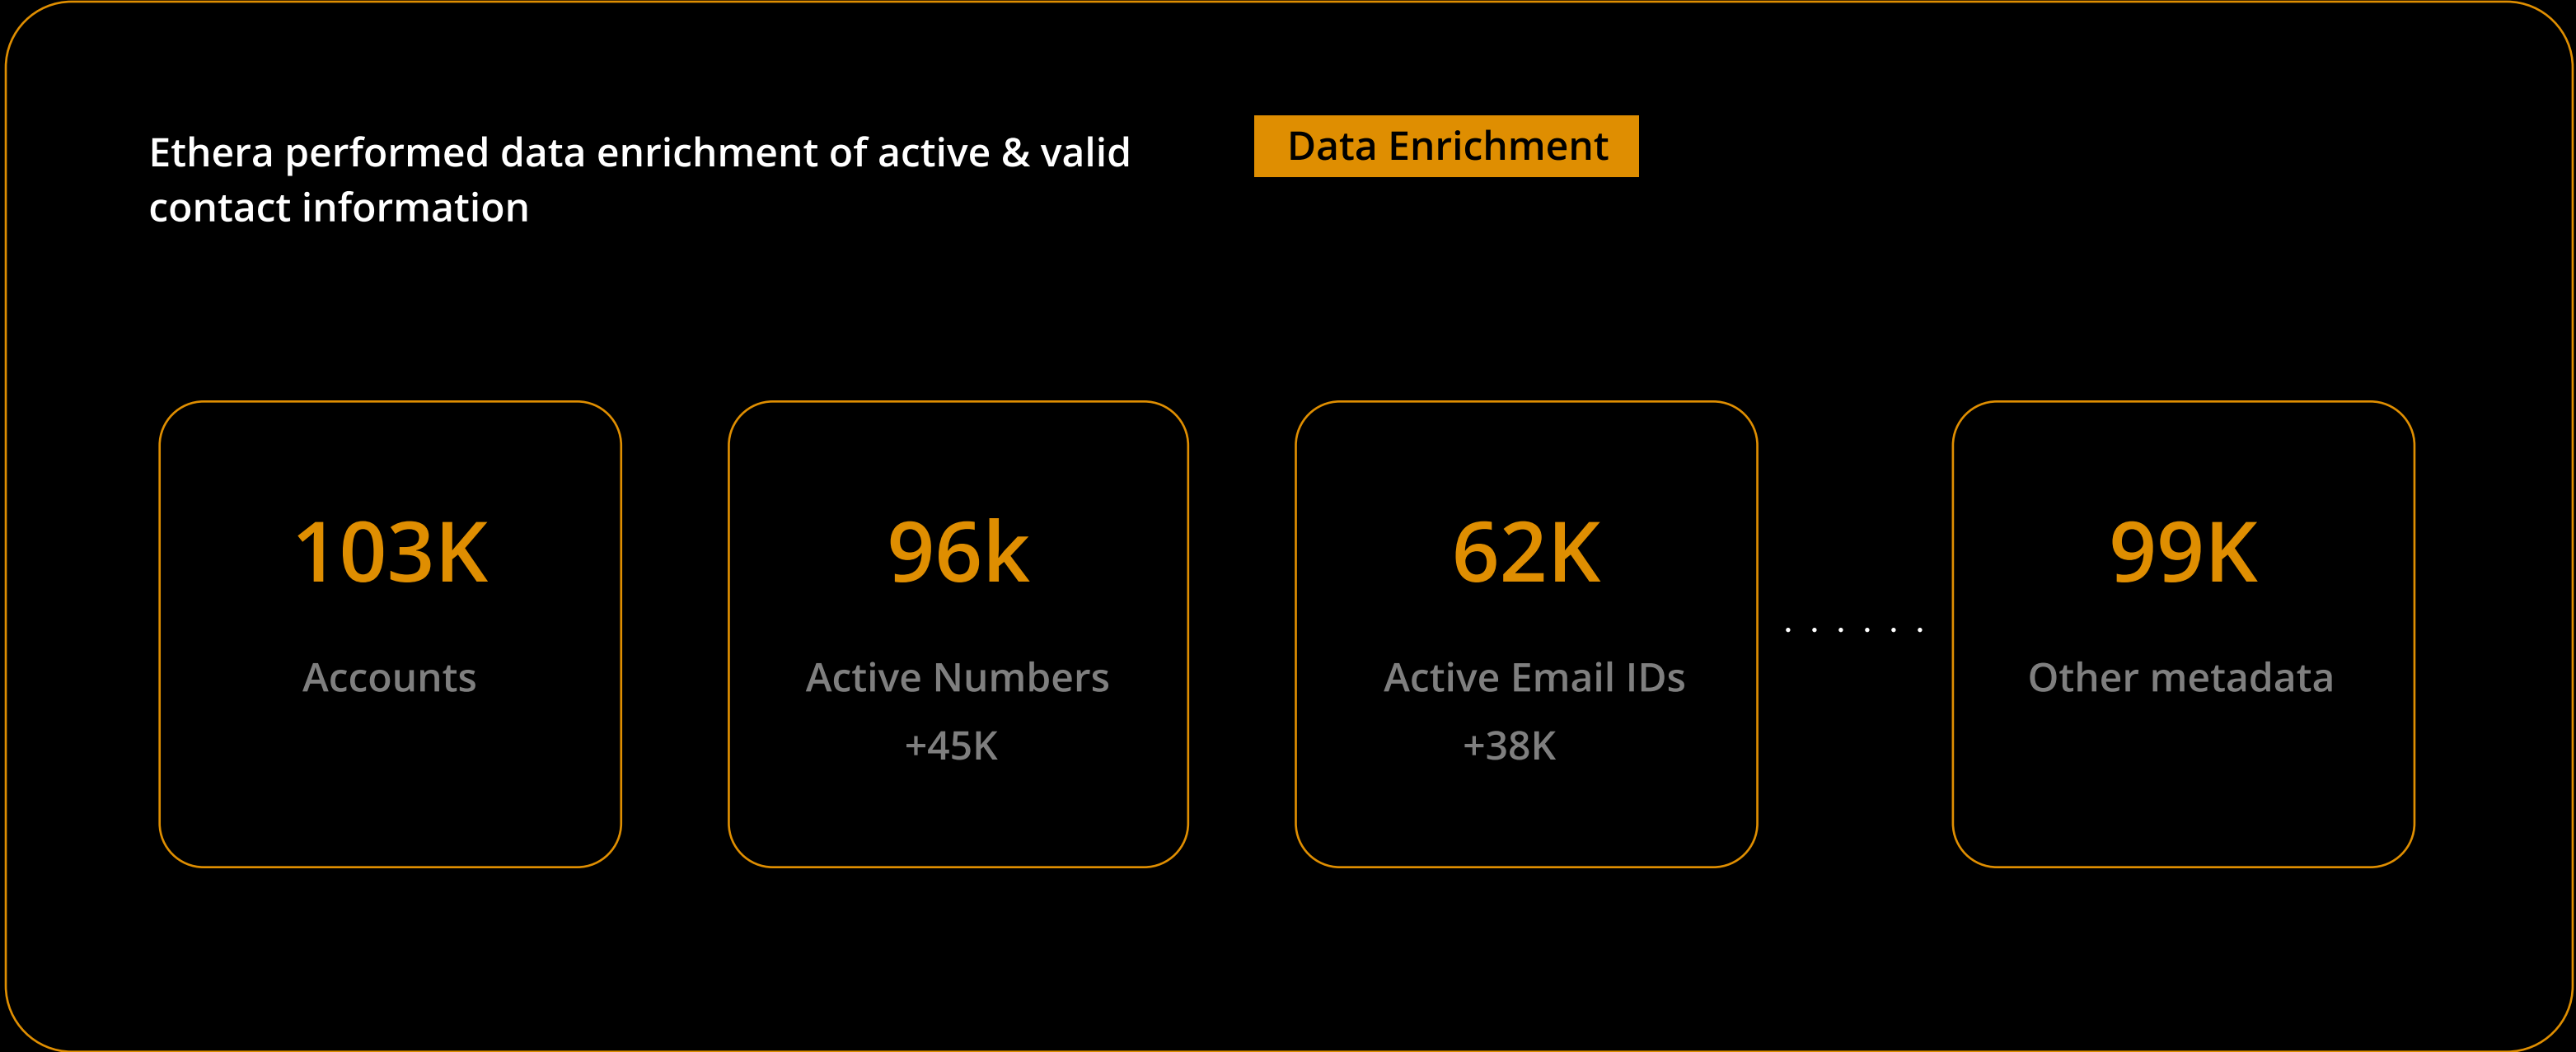 Ethera performed data enrichment of active & valid
contact information
Data Enrichment
103K
Accounts
96k
Active Numbers
+45K
62K
Active Email IDs
+38K
. . . . . .
99K
Other metadata